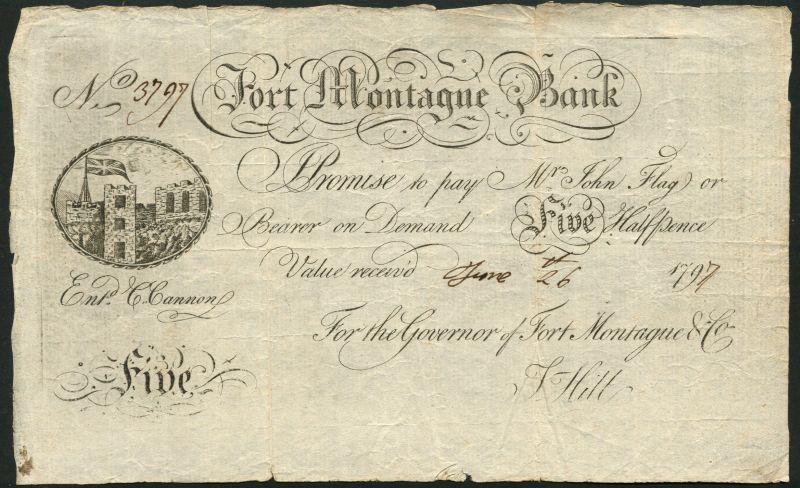 No 3797 Fort Montague Bank
I Promise to pay Mr. John Flag or
Bearer on Demand Five Halfpence
Value receiv'd June 26 1797
Entd. C Cannon
For the Governor of Fort Montague & Co
Five
Hill